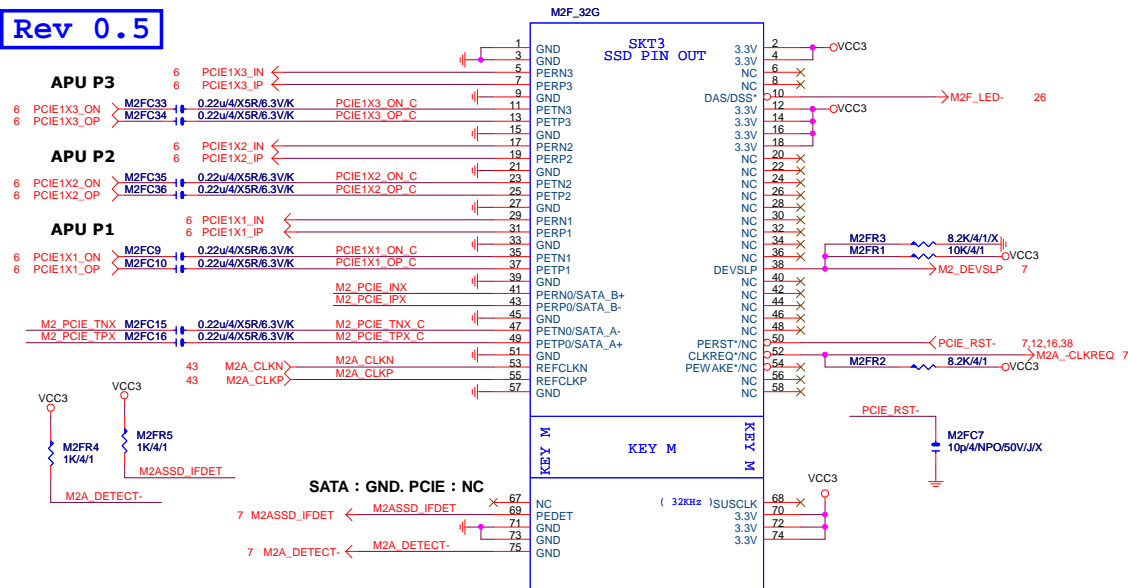 Rev 0.5
M2F_32G
SKT3
SSD PIN OUT
1 GND 3.3V 2 VCC3
3 GND 3.3V 4
APU P3
6 PCIE1X3_IN 5 PERN3 NC 6
6 PCIE1X3_IP 7 PERP3 NC 8
9 GND DAS/DSS* 10 M2F_LED- 26
6 PCIE1X3_ON M2FC33 0.22u/4/X5R/6.3V/K PCIE1X3_ON_C 11 PETN3 3.3V 12 VCC3
6 PCIE1X3_OP M2FC34 0.22u/4/X5R/6.3V/K PCIE1X3_OP_C 13 PETP3 3.3V 14
15 GND 3.3V 16
6 PCIE1X2_IN 17 PERN2 3.3V 18
APU P2
6 PCIE1X2_IP 19 PERP2 NC 20
21 GND NC 22
6 PCIE1X2_ON M2FC35 0.22u/4/X5R/6.3V/K PCIE1X2_ON_C 23 PETN2 NC 24
6 PCIE1X2_OP M2FC36 0.22u/4/X5R/6.3V/K PCIE1X2_OP_C 25 PETP2 NC 26
27 GND NC 28
6 PCIE1X1_IN 29 PERN1 NC 30
APU P1
6 PCIE1X1_IP 31 PERP1 NC 32
33 GND NC 34 M2FR3 8.2K/4/1/X
6 PCIE1X1_ON M2FC9 0.22u/4/X5R/6.3V/K PCIE1X1_ON_C 35 PETN1 NC 36 M2FR1 10K/4/1 VCC3
6 PCIE1X1_OP M2FC10 0.22u/4/X5R/6.3V/K PCIE1X1_OP_C 37 PETP1 DEVSLP 38 M2_DEVSLP 7
39 GND NC 40
M2_PCIE_INX 41 PERN0/SATA_B+ NC 42
M2_PCIE_IPX 43 PERP0/SATA_B- NC 44
45 GND NC 46
M2_PCIE_TNX M2FC15 0.22u/4/X5R/6.3V/K M2_PCIE_TNX_C 47 PETN0/SATA_A- NC 48
M2_PCIE_TPX M2FC16 0.22u/4/X5R/6.3V/K M2_PCIE_TPX_C 49 PETP0/SATA_A+ PERST*/NC 50 PCIE_RST- 7,12,16,38
51 GND CLKREQ*/NC 52 M2A_-CLKREQ 7
43 M2A_CLKN M2A_CLKN 53 REFCLKN PEWAKE*/NC 54 M2FR2 8.2K/4/1 VCC3
43 M2A_CLKP M2A_CLKP 55 REFCLKP NC 56
57 GND NC 58
VCC3 VCC3
PCIE_RST-
M2FR4
1K/4/1
M2FR5
1K/4/1
KEY M KEY M KEY M
M2FC7
10p/4/NPO/50V/J/X
M2ASSD_IFDET
M2A_DETECT-
VCC3
SATA : GND. PCIE : NC
67 NC ( 32KHz )SUSCLK 68
7 M2ASSD_IFDET M2ASSD_IFDET 69 PEDET 3.3V 70
71 GND 3.3V 72
73 GND 3.3V 74
7 M2A_DETECT- M2A_DETECT- 75 GND